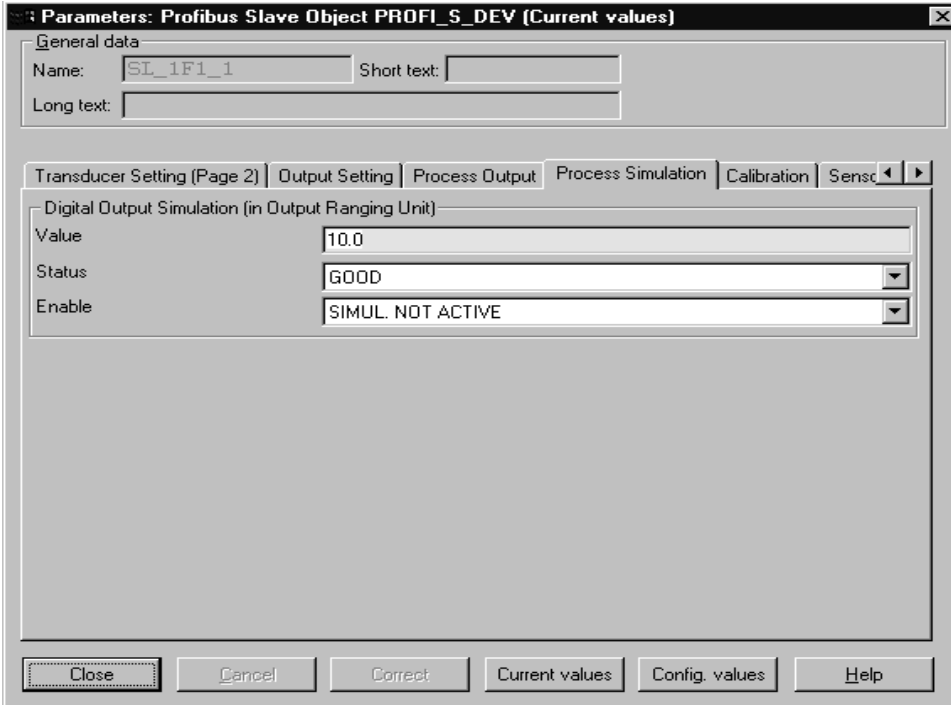 Parameters: Profibus Slave Object PROFI_S_DEV (Current values)
General data
Name: SL_1F1_1 Short text:
Long text:
Transducer Setting (Page 2) Output Setting Process Output Process Simulation Calibration Sensc
Digital Output Simulation (in Output Ranging Unit)
Value 10.0
Status GOOD
Enable SIMUL. NOT ACTIVE
Close Cancel Correct Current values Config. values Help